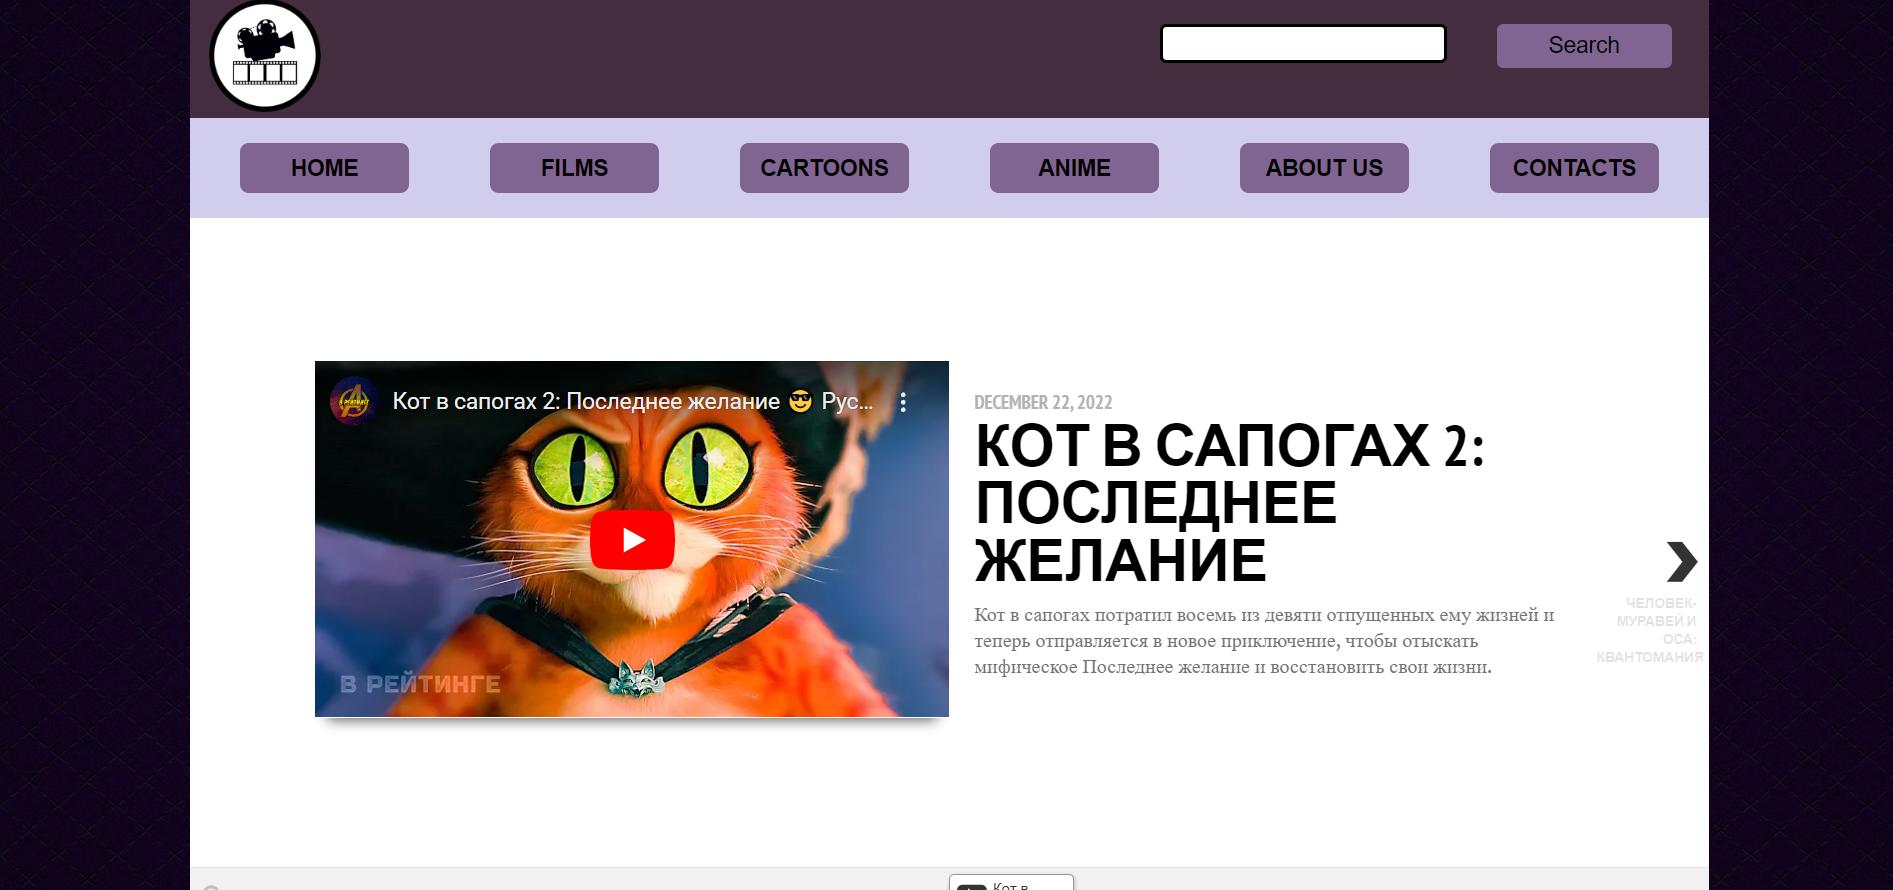 Search
HOME
FILMS
CARTOONS
ANIME
ABOUT US
CONTACTS
Кот в сапогах 2: Последнее желание 😎 Рус...
В РЕЙТИНГЕ
DECEMBER 22, 2022
КОТ В САПОГАХ 2:
ПОСЛЕДНЕЕ
ЖЕЛАНИЕ
Кот в сапогах потратил восемь из девяти отпущенных ему жизней и
теперь отправляется в новое приключение, чтобы отыскать
мифическое Последнее желание и восстановить свои жизни.
ЧЕЛОВЕК-
МУРАВЕЙ И
ОСА:
КВАНТОМАНИЯ
Кот в